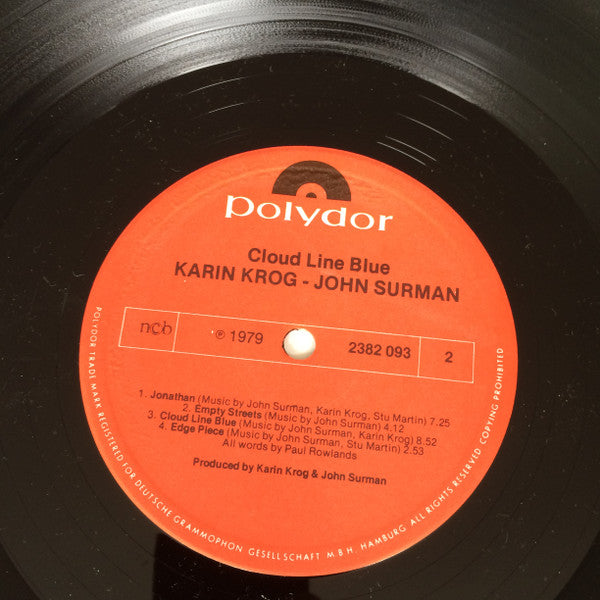 polydor
Cloud Line Blue
KARIN KROG - JOHN SURMAN
ncb ℗ 1979 2382 093 2
1. Jonathan (Music by John Surman, Karin Krog, Stu Martin) 7.25
2. Empty Streets (Music by John Surman) 4.12
3. Cloud Line Blue (Music by John Surman, Karin Krog) 8.52
4. Edge Piece (Music by John Surman, Stu Martin) 2.53
All words by Paul Rowlands
Produced by Karin Krog & John Surman
POLYDOR TRADE MARK REGISTERED FOR DEUTSCHE GRAMMOPHON GESELLSCHAFT M.B.H. HAMBURG ALL RIGHTS RESERVED COPYING PROHIBITED